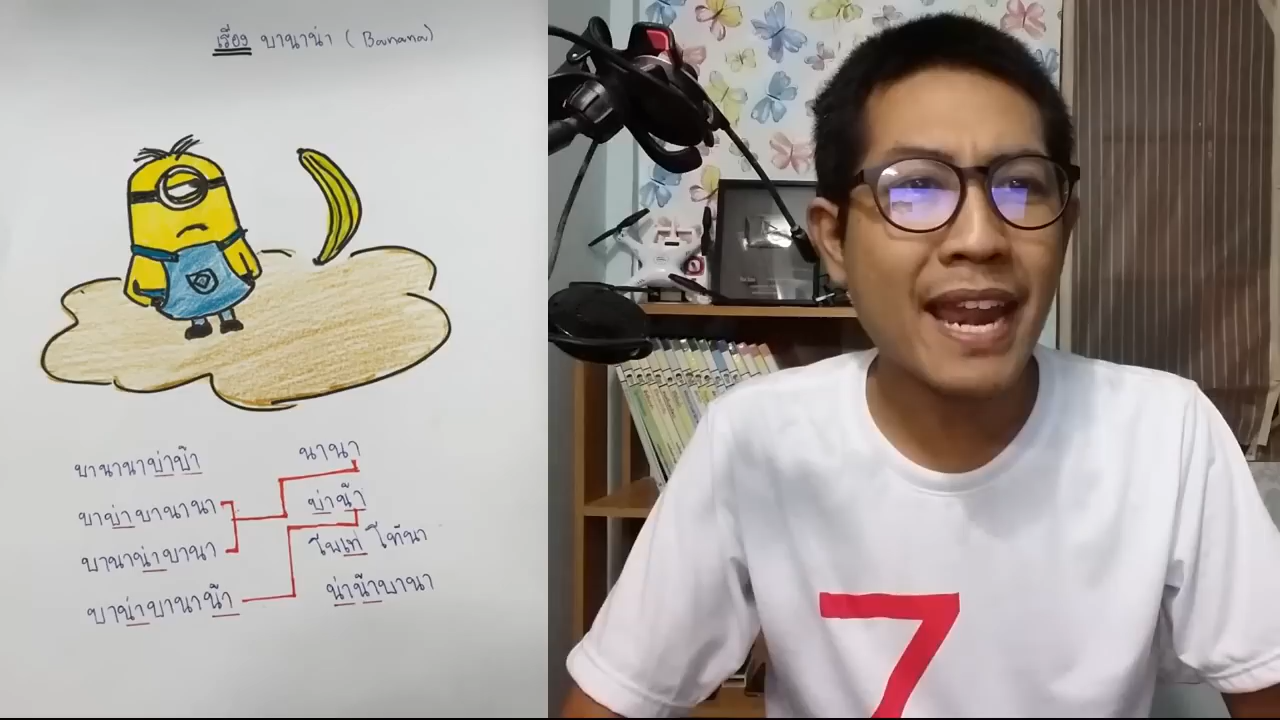 เรื่อง บานาน่า (Banana)
บานานาบ่าบ๊า นานา
บาบ่าบานานา บ่าน้า
บานาน่าบานา โพเท่โทนา
บาน่าบานาน๊า น่าน๊าบานา
7